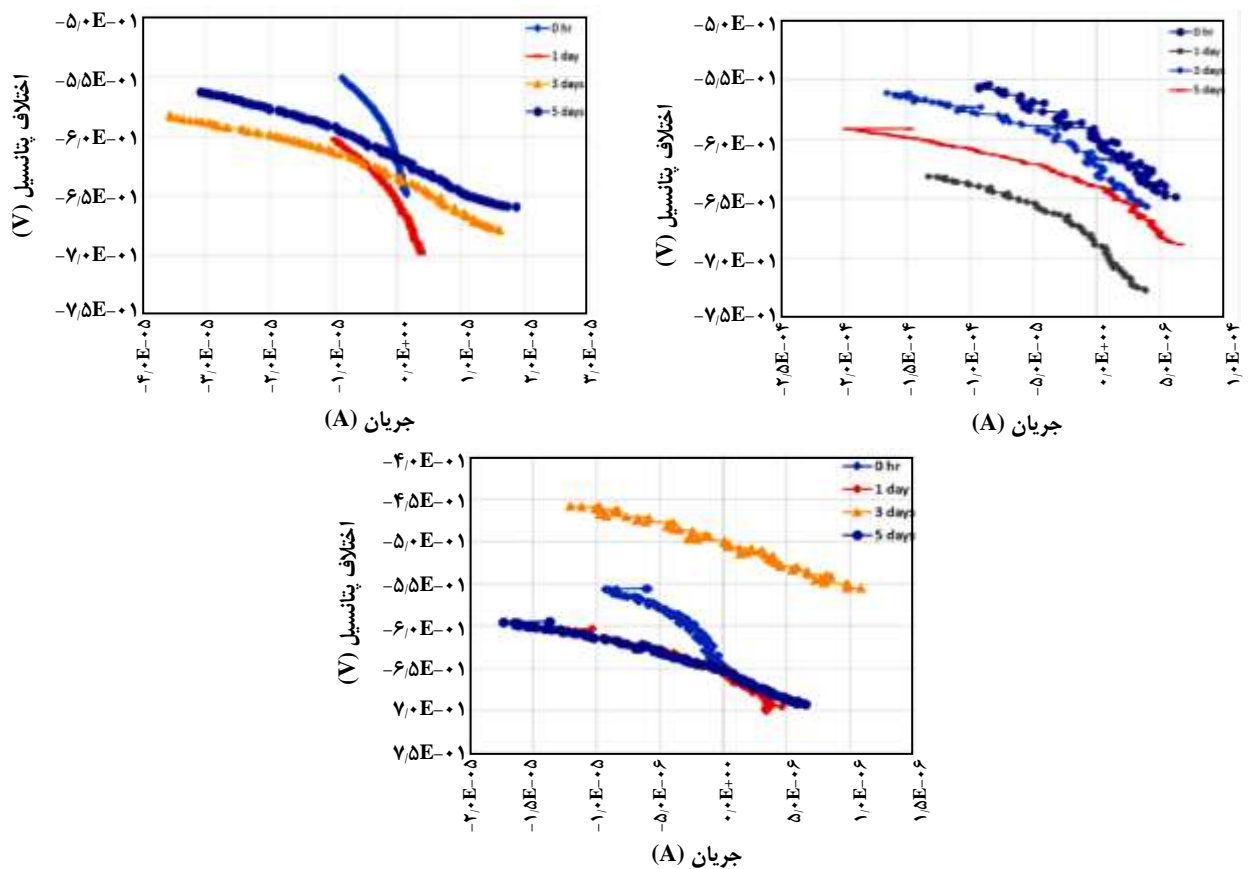 -۵٫۰E-۰۱
-۵٫۵E-۰۱
-۶٫۰E-۰۱
-۶٫۵E-۰۱
-۷٫۰E-۰۱
-۷٫۵E-۰۱
اختلاف پتانسیل (V)
0 hr
1 day
3 days
5 days
-۴٫۰E-۰۵
-۳٫۰E-۰۵
-۲٫۰E-۰۵
-۱٫۰E-۰۵
۰٫۰E+۰۰
۱٫۰E-۰۵
۲٫۰E-۰۵
۳٫۰E-۰۵
جریان (A)
-۵٫۰E-۰۱
-۵٫۵E-۰۱
-۶٫۰E-۰۱
-۶٫۵E-۰۱
-۷٫۰E-۰۱
-۷٫۵E-۰۱
اختلاف پتانسیل (V)
0 hr
1 day
3 days
5 days
-۲٫۵E-۰۴
-۲٫۰E-۰۴
-۱٫۵E-۰۴
-۱٫۰E-۰۴
-۵٫۰E-۰۵
۰٫۰E+۰۰
۵٫۰E-۰۶
۱٫۰E-۰۴
جریان (A)
-۴٫۰E-۰۱
-۴٫۵E-۰۱
-۵٫۰E-۰۱
-۵٫۵E-۰۱
-۶٫۰E-۰۱
-۶٫۵E-۰۱
۷٫۰E-۰۱
۷٫۵E-۰۱
اختلاف پتانسیل (V)
0 hr
1 day
3 days
5 days
-۲٫۰E-۰۵
-۱٫۵E-۰۵
-۱٫۰E-۰۵
-۵٫۰E-۰۶
۰٫۰E+۰۰
۵٫۰E-۰۶
۱٫۰E-۰۶
۱٫۵E-۰۶
جریان (A)